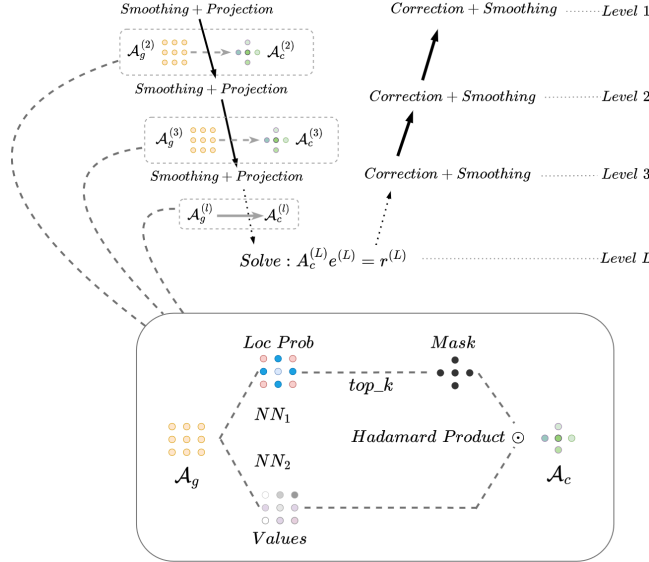 Smoothing + Projection
Correction + Smoothing
Level 1
𝒜_g^(2)
𝒜_c^(2)
Smoothing + Projection
Correction + Smoothing
Level 2
𝒜_g^(3)
𝒜_c^(3)
Smoothing + Projection
Correction + Smoothing
Level 3
𝒜_g^(l)
𝒜_c^(l)
Solve : A_c^(L) e^(L) = r^(L)
Level L
Loc Prob
Mask
top_k
NN₁
Hadamard Product ⊙
NN₂
𝒜_g
𝒜_c
Values